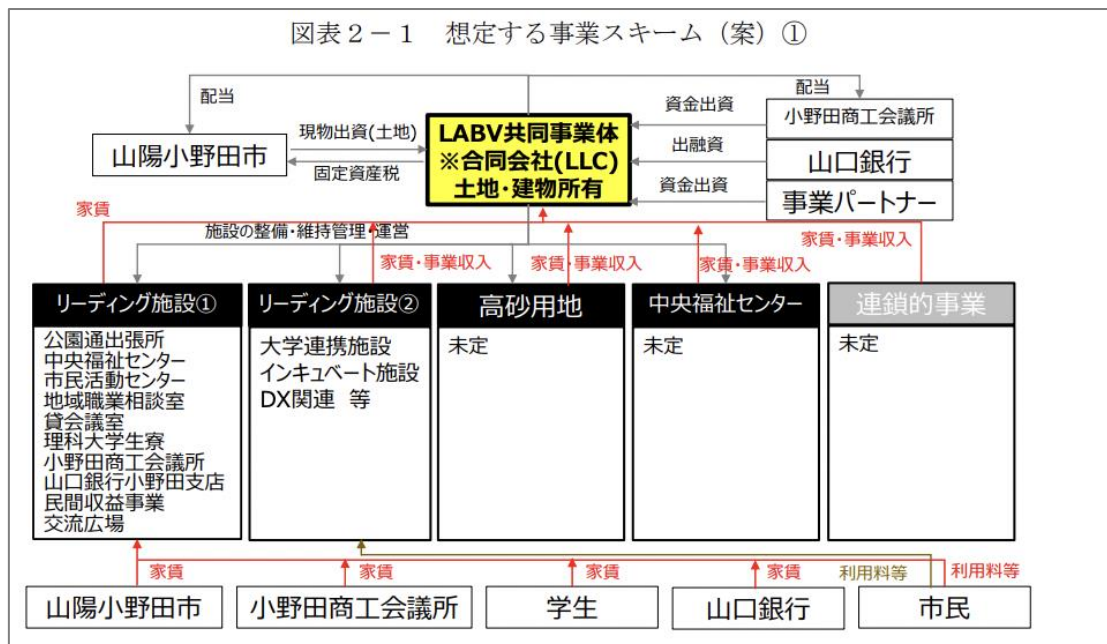 図表2-1 想定する事業スキーム(案)①
配当
配当
山陽小野田市
現物出資(土地)
固定資産税
LABV共同事業体
※合同会社(LLC)
土地・建物所有
資金出資
出融資
資金出資
小野田商工会議所
山口銀行
事業パートナー
家賃
施設の整備・維持管理・運営
家賃・事業収入
家賃・事業収入
家賃・事業収入
家賃・事業収入
リーディング施設①
公園通出張所
中央福祉センター
市民活動センター
地域職業相談室
貸会議室
理科大学生寮
小野田商工会議所
山口銀行小野田支店
民間収益事業
交流広場
リーディング施設②
大学連携施設
インキュベート施設
DX関連 等
高砂用地
未定
中央福祉センター
未定
連鎖的事業
未定
家賃
家賃
家賃
家賃
利用料等
利用料等
山陽小野田市
小野田商工会議所
学生
山口銀行
市民